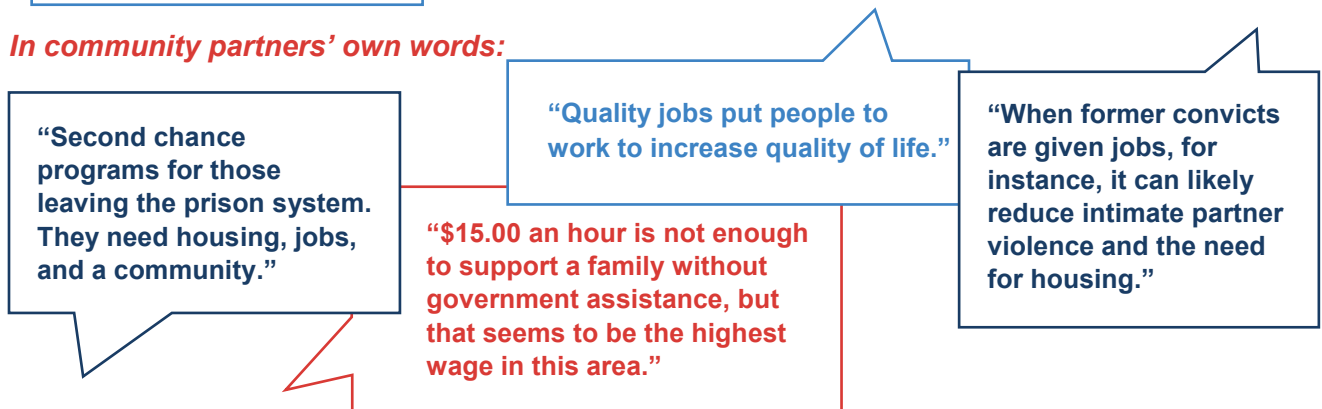 In community partners’ own words:
“Second chance
programs for those
leaving the prison system.
They need housing, jobs,
and a community.”
“$15.00 an hour is not enough
to support a family without
government assistance, but
that seems to be the highest
wage in this area.”
“Quality jobs put people to
work to increase quality of life.”
“When former convicts
are given jobs, for
instance, it can likely
reduce intimate partner
violence and the need
for housing.”